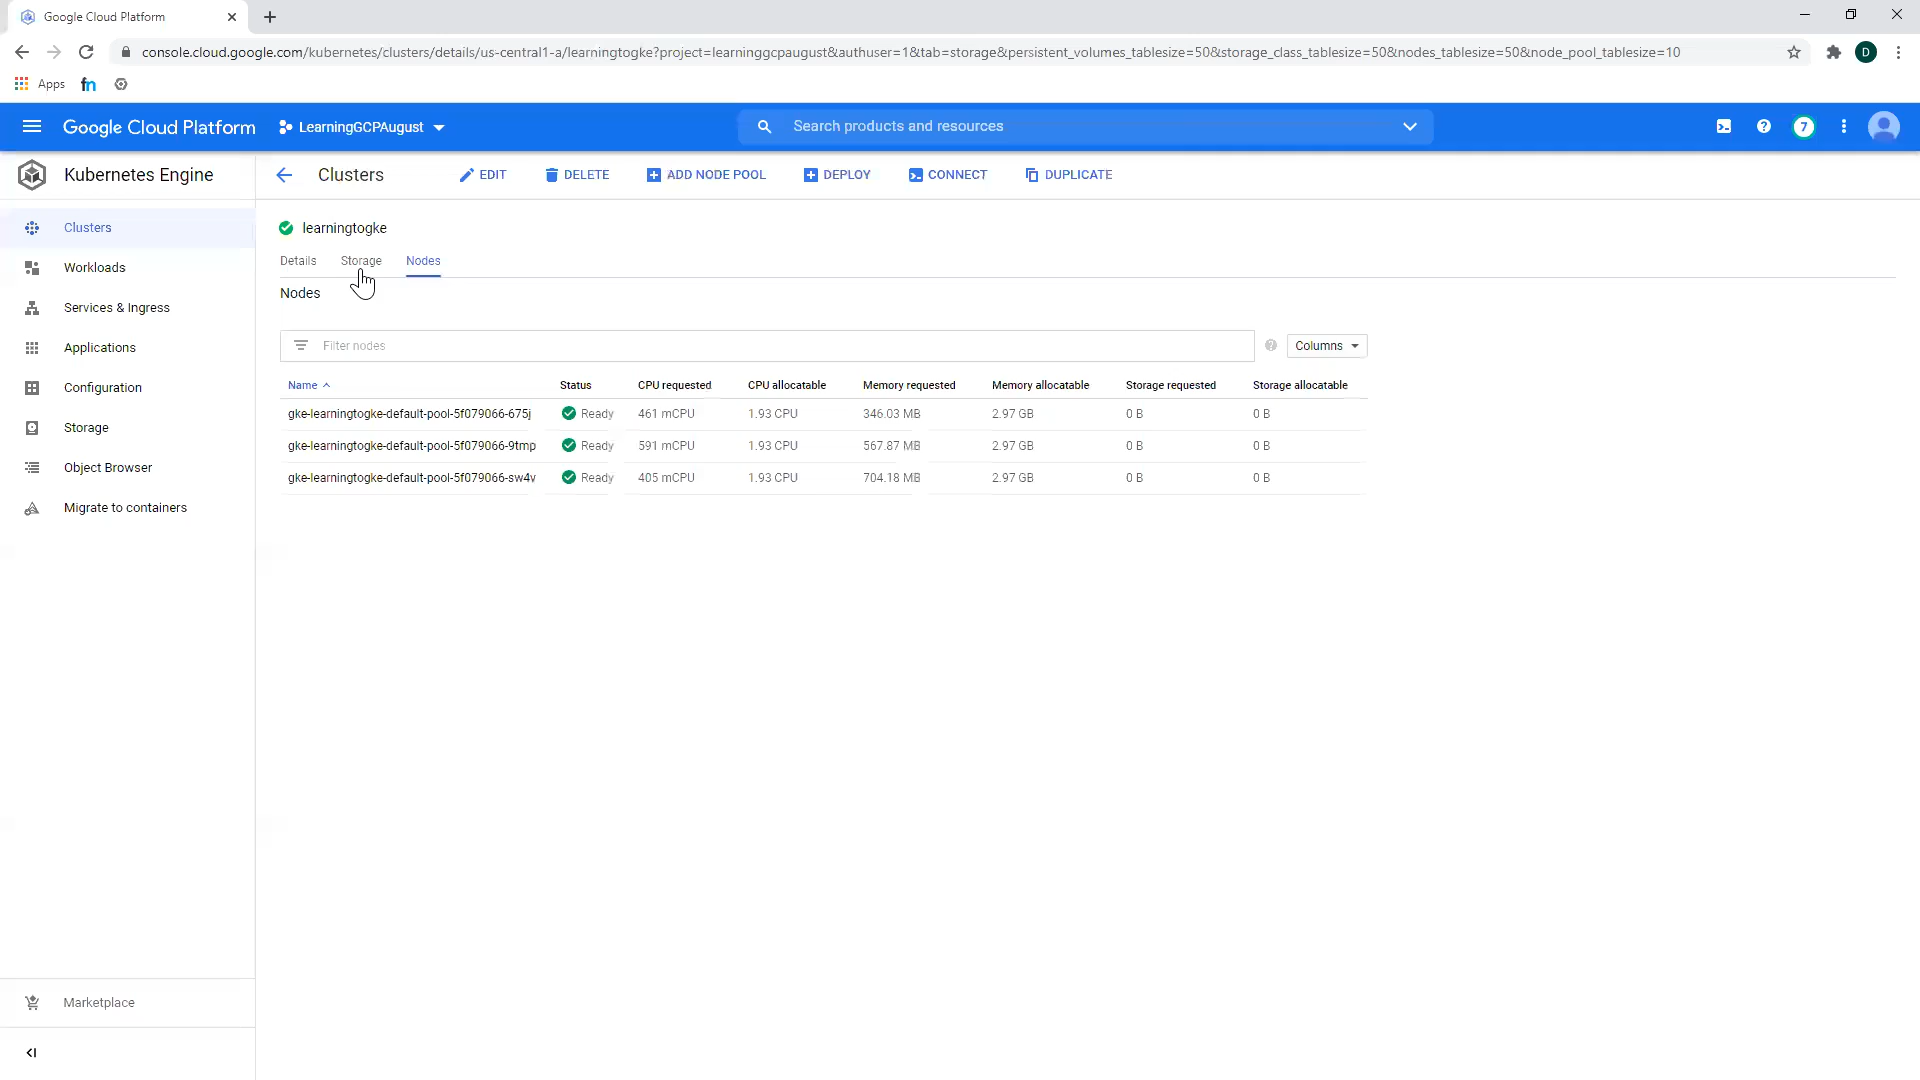 Google Cloud Platform
console.cloud.google.com/kubernetes/clusters/details/us-central1-a/learningtogke?project=learninggcpaugust&authuser=1&tab=storage&persistent_volumes_tablesize=50&storage_class_tablesize=50&nodes_tablesize=50&node_pool_tablesize=10
D
Apps fn
Google Cloud Platform LearningGCPAugust Search products and resources 7
Kubernetes Engine Clusters EDIT DELETE ADD NODE POOL DEPLOY CONNECT DUPLICATE
Clusters
Workloads
Services & Ingress
Applications
Configuration
Storage
Object Browser
Migrate to containers
Marketplace
learningtogke
Details Storage Nodes
Nodes
Filter nodes Columns
Name Status CPU requested CPU allocatable Memory requested Memory allocatable Storage requested Storage allocatable
gke-learningtogke-default-pool-5f079066-675j Ready 461 mCPU 1.93 CPU 346.03 MB 2.97 GB 0 B 0 B
gke-learningtogke-default-pool-5f079066-9tmp Ready 591 mCPU 1.93 CPU 567.87 MB 2.97 GB 0 B 0 B
gke-learningtogke-default-pool-5f079066-sw4v Ready 405 mCPU 1.93 CPU 704.18 MB 2.97 GB 0 B 0 B